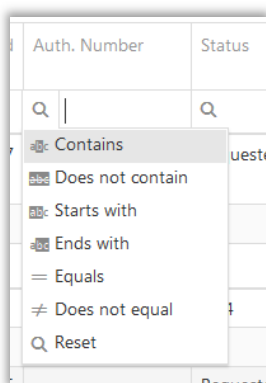 Auth. Number Status
Contains
Does not contain
Starts with
Ends with
Equals
Does not equal
Reset